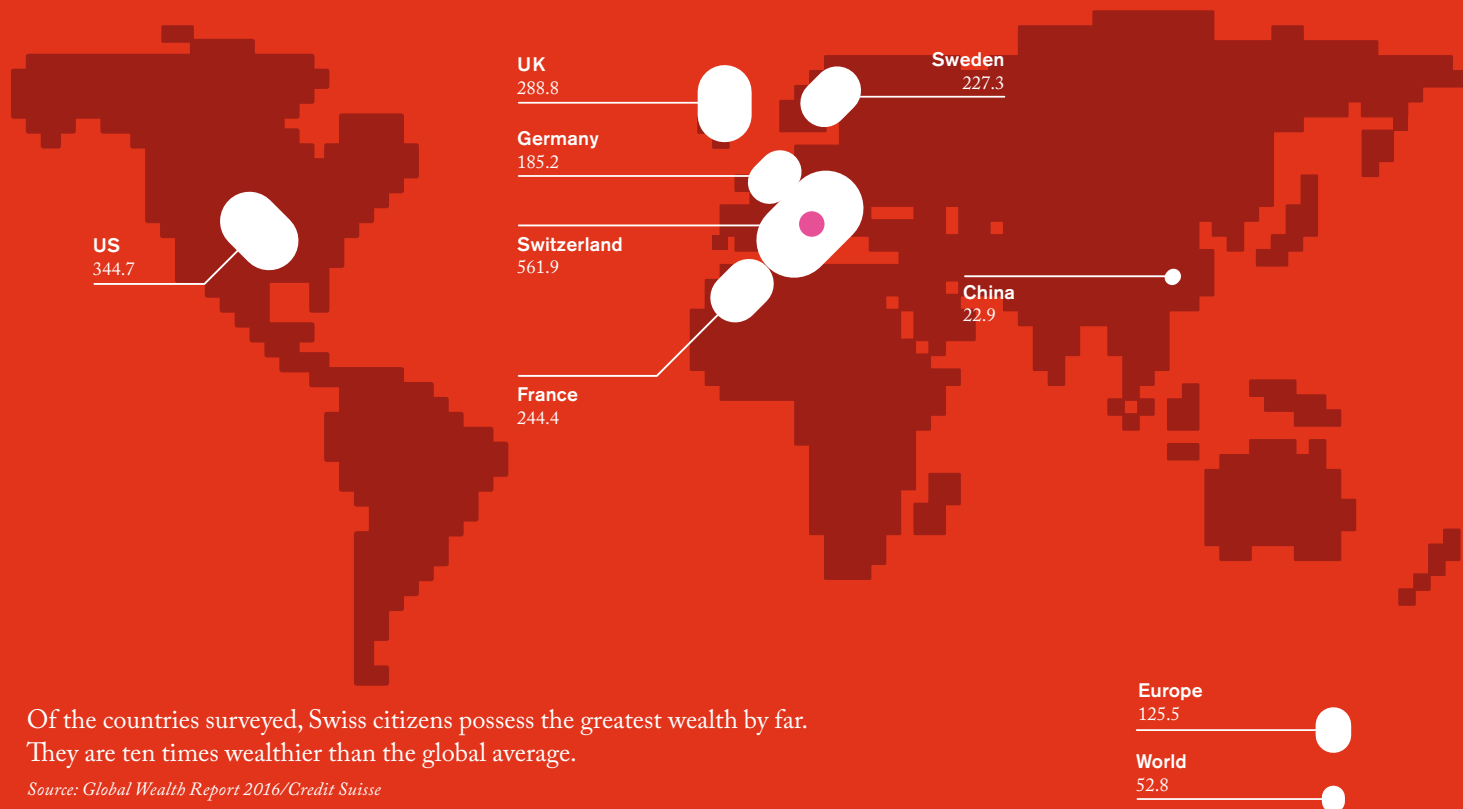 UK
288.8
Sweden
227.3
Germany
185.2
US
344.7
Switzerland
561.9
China
22.9
France
244.4
Of the countries surveyed, Swiss citizens possess the greatest wealth by far.
They are ten times wealthier than the global average.
Source: Global Wealth Report 2016/Credit Suisse
Europe
125.5
World
52.8